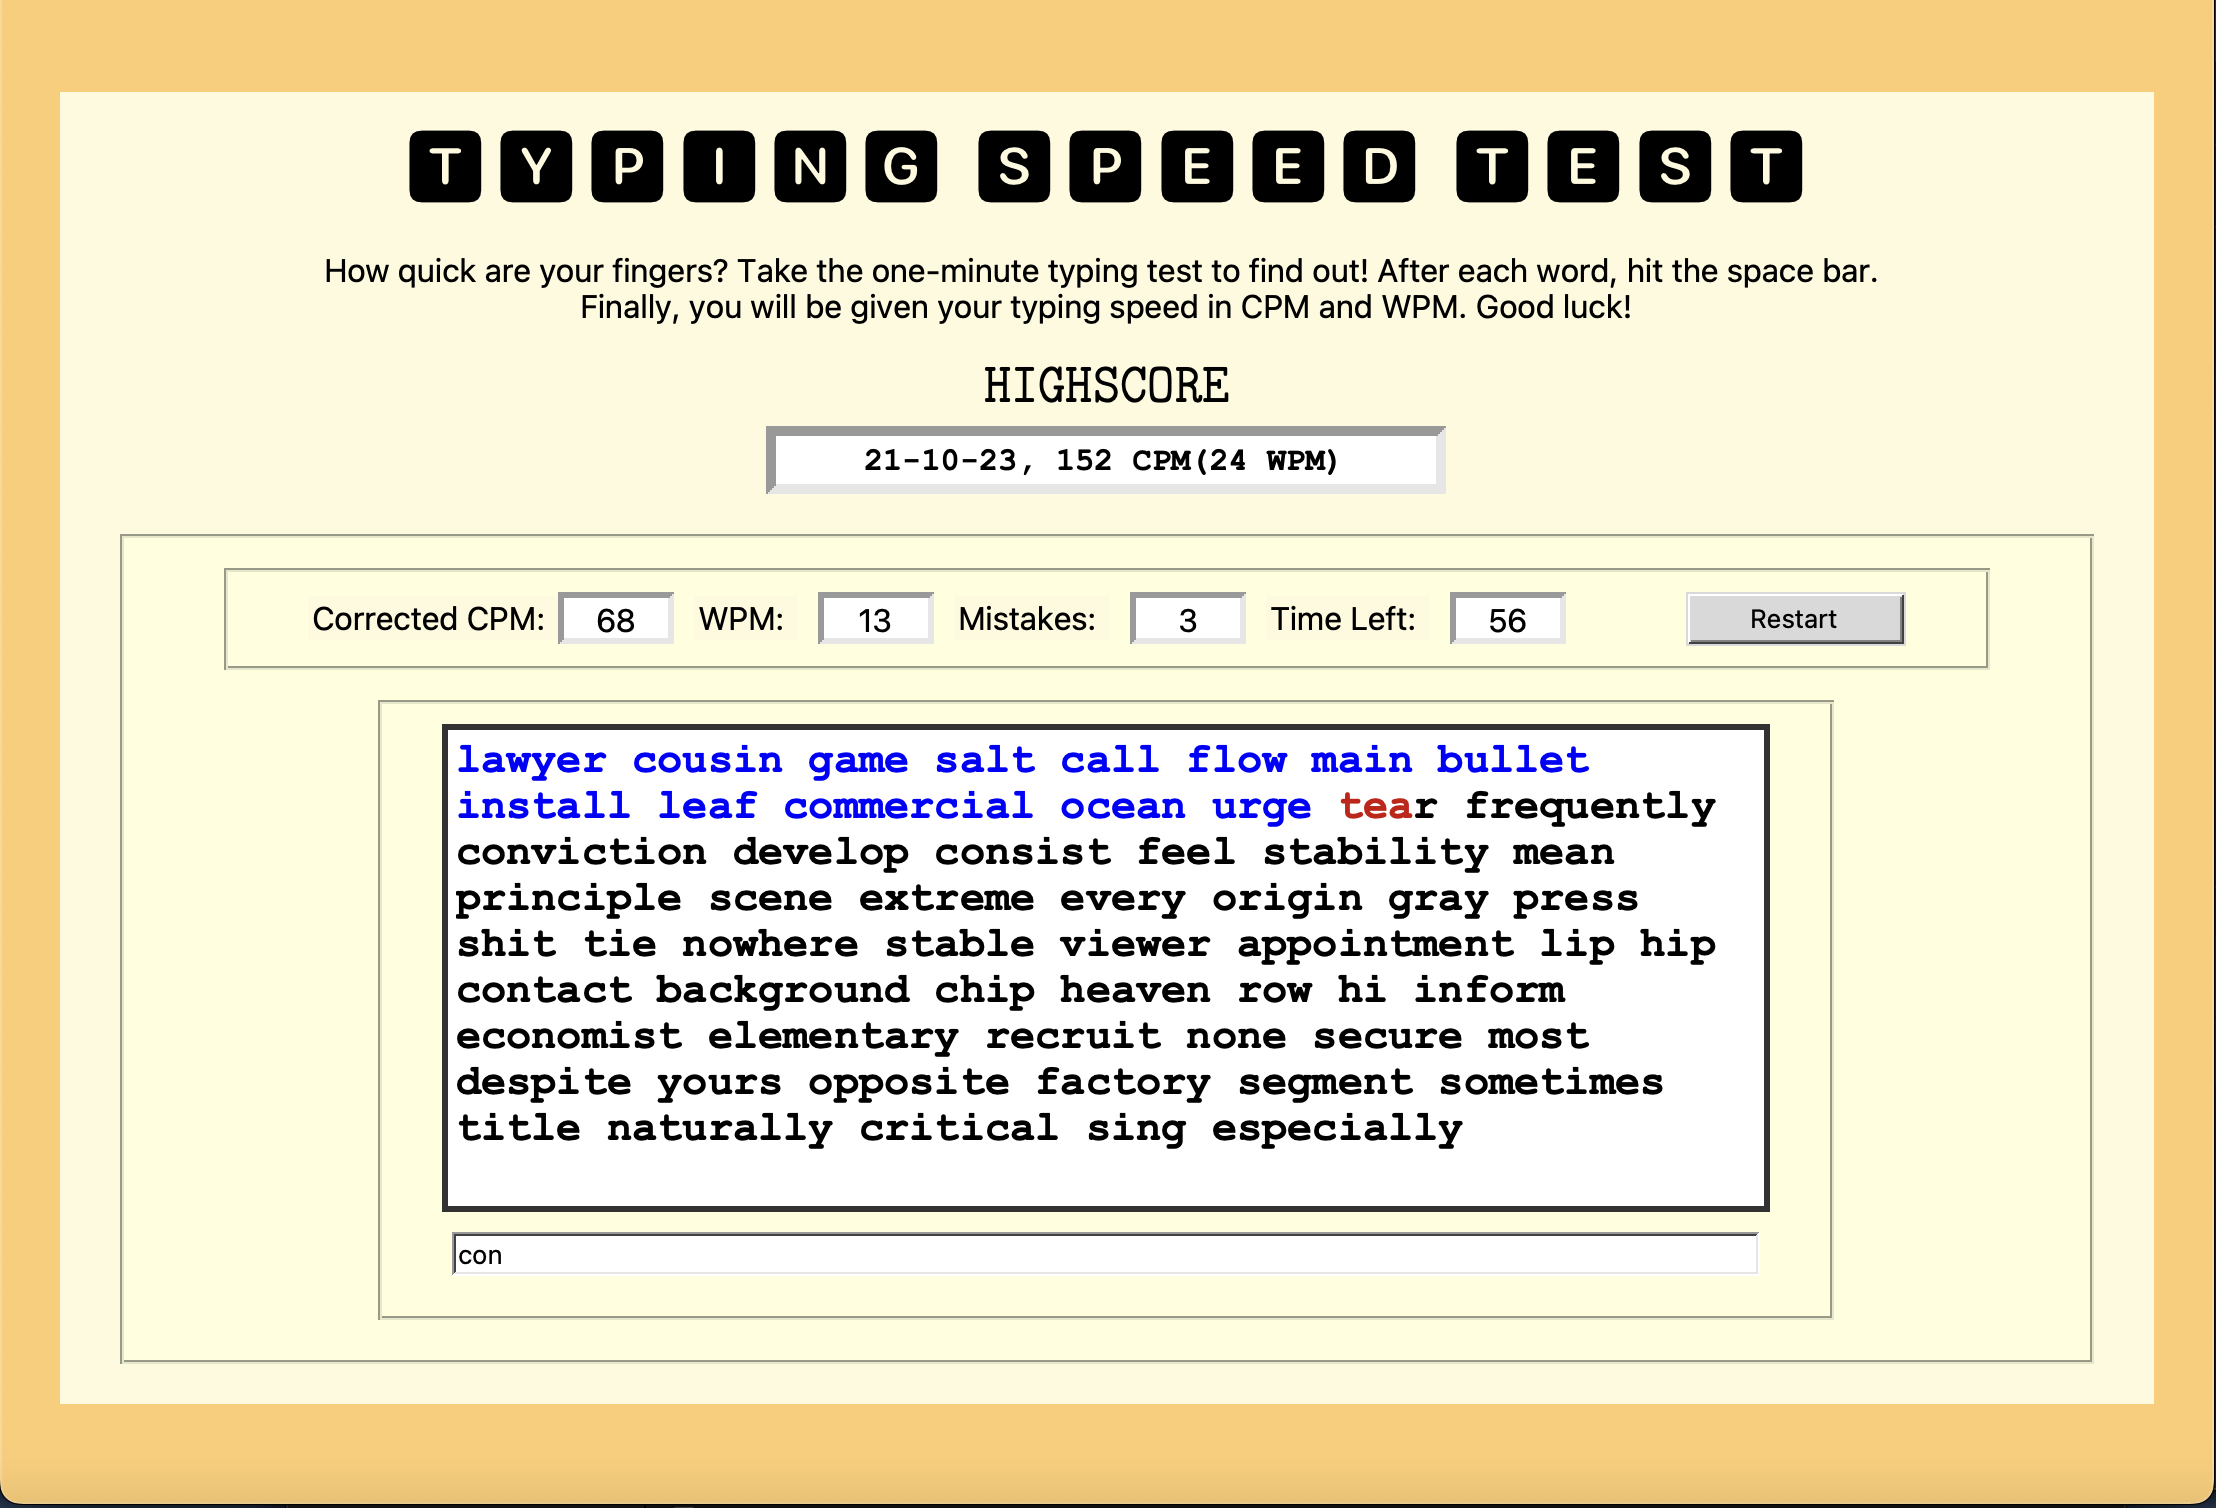 TYPING SPEED TEST
How quick are your fingers? Take the one-minute typing test to find out! After each word, hit the space bar.
Finally, you will be given your typing speed in CPM and WPM. Good luck!
HIGHSCORE
21-10-23, 152 CPM(24 WPM)
Corrected CPM: 68 WPM: 13 Mistakes: 3 Time Left: 56 Restart
lawyer cousin game salt call flow main bullet
install leaf commercial ocean urge tear frequently
conviction develop consist feel stability mean
principle scene extreme every origin gray press
shit tie nowhere stable viewer appointment lip hip
contact background chip heaven row hi inform
economist elementary recruit none secure most
despite yours opposite factory segment sometimes
title naturally critical sing especially
con